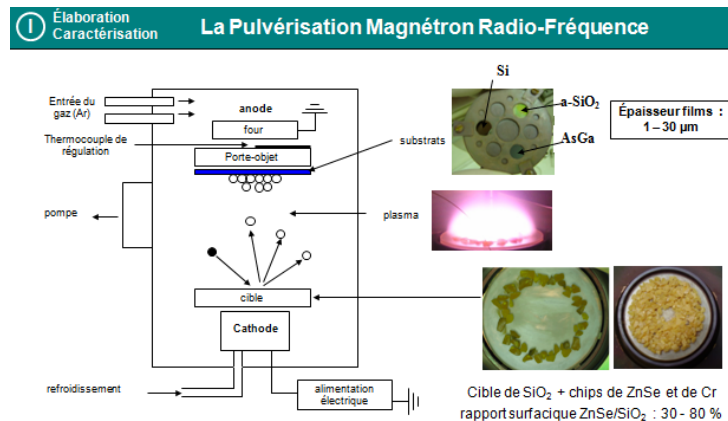 I
Élaboration
Caractérisation
La Pulvérisation Magnétron Radio-Fréquence
Entrée du
gaz (Ar)
anode
four
Thermocouple de
régulation
Porte-objet
substrats
Si
a-SiO₂
AsGa
Épaisseur films :
1 – 30 µm
pompe
plasma
cible
Cathode
refroidissement
alimentation
électrique
Cible de SiO₂ + chips de ZnSe et de Cr
rapport surfacique ZnSe/SiO₂ : 30 - 80 %